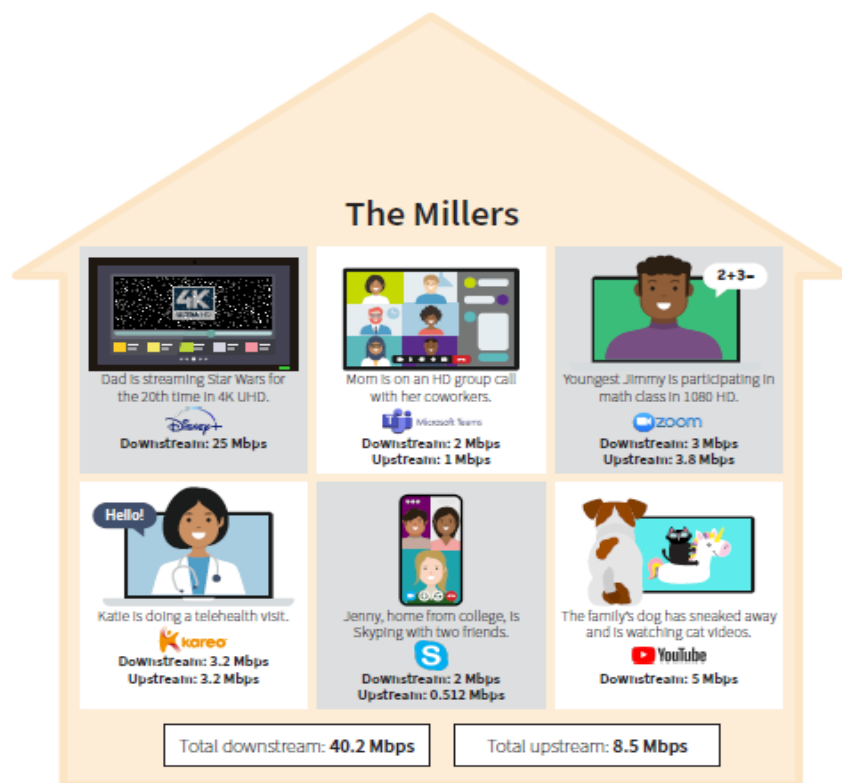 The Millers
4K
ULTRA HD
Dad is streaming Star Wars for
the 20th time in 4K UHD.
Disney+
Downstream: 25 Mbps
Mom is on an HD group call
with her coworkers.
Microsoft Teams
Downstream: 2 Mbps
Upstream: 1 Mbps
2+3=
Youngest Jimmy is participating in
math class in 1080 HD.
zoom
Downstream: 3 Mbps
Upstream: 3.8 Mbps
Hello!
Katie is doing a telehealth visit.
kareo
Downstream: 3.2 Mbps
Upstream: 3.2 Mbps
Jenny, home from college, is
Skyping with two friends.
S
Downstream: 2 Mbps
Upstream: 0.512 Mbps
The family's dog has sneaked away
and is watching cat videos.
YouTube
Downstream: 5 Mbps
Total downstream: 40.2 Mbps
Total upstream: 8.5 Mbps